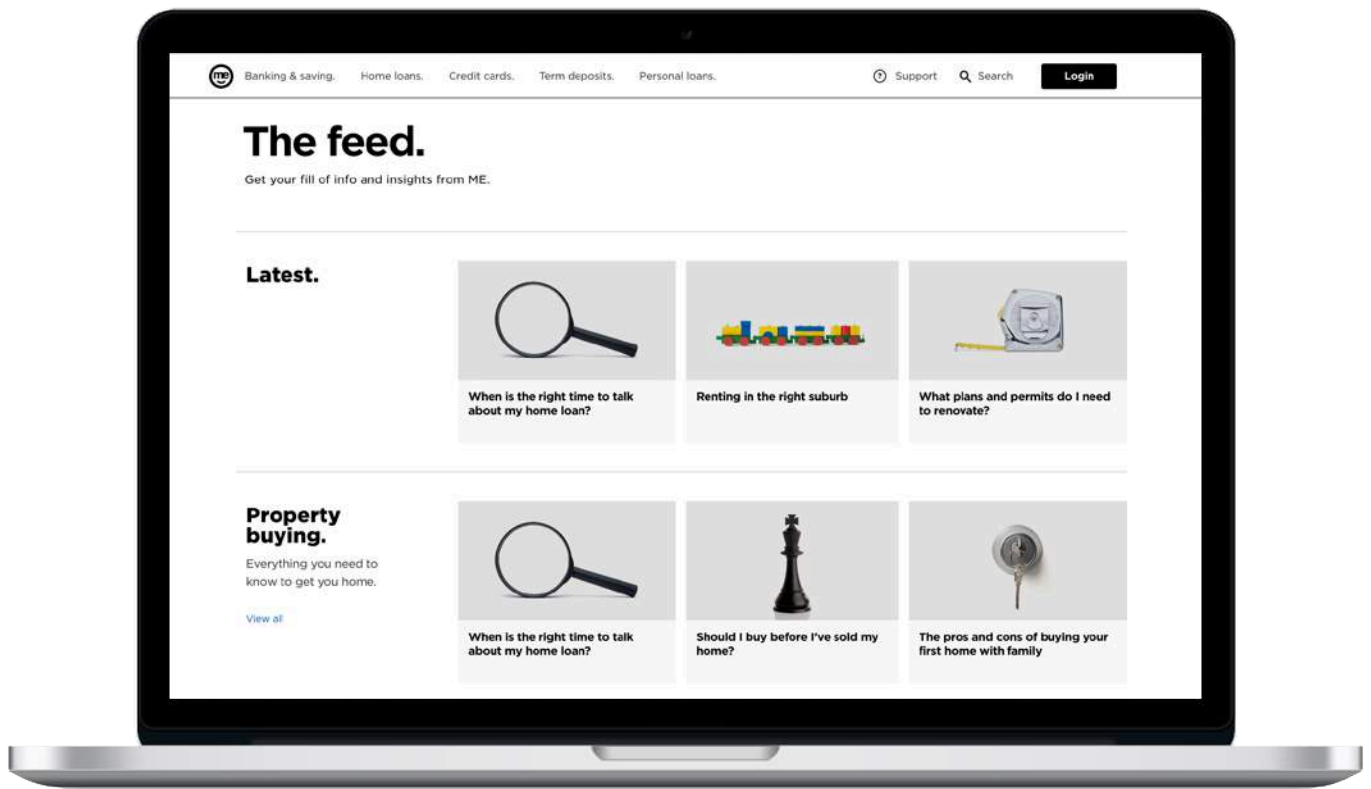 me
Banking & saving. Home loans. Credit cards. Term deposits. Personal loans. Support Search Login
The feed.
Get your fill of info and insights from ME.
Latest.
When is the right time to talk
about my home loan?
Renting in the right suburb
What plans and permits do I need
to renovate?
Property
buying.
Everything you need to
know to get you home.
View all
When is the right time to talk
about my home loan?
Should I buy before I've sold my
home?
The pros and cons of buying your
first home with family